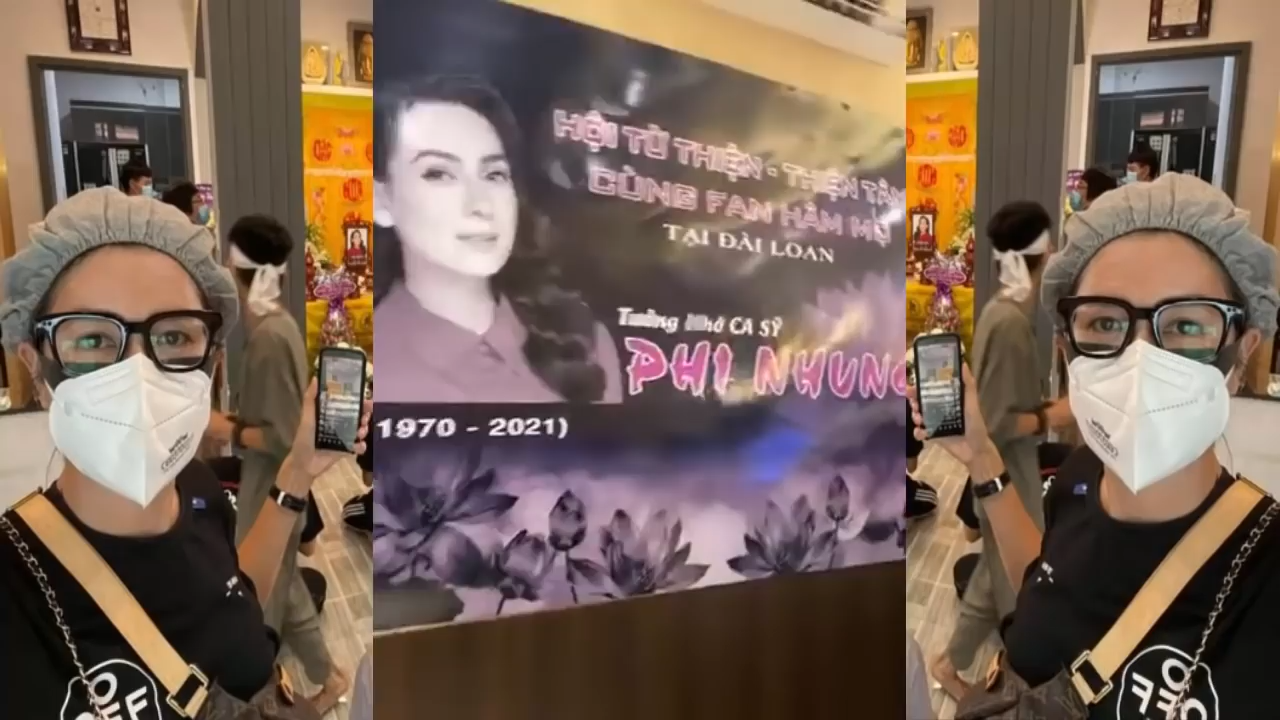 HỘI TỪ THIỆN - THIỆN TÂM
CÙNG FAN HÂM MỘ
TẠI ĐÀI LOAN
Tưởng Nhớ CA SỸ
PHI NHUNG
1970 - 2021)
OFF